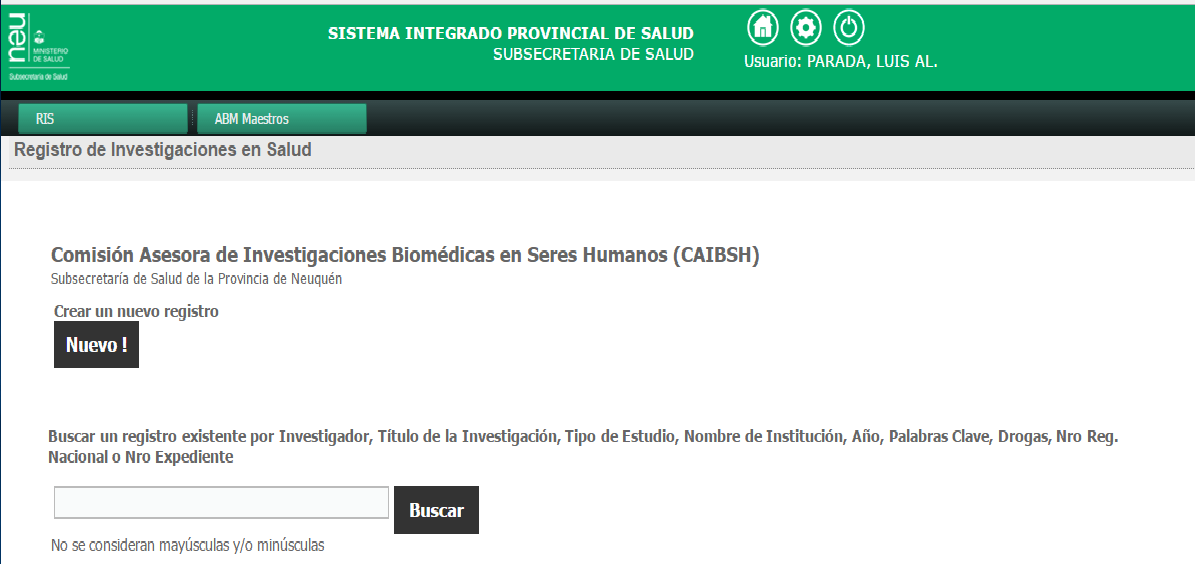 neu
MINISTERIO
DE SALUD
Subsecretaría de Salud
SISTEMA INTEGRADO PROVINCIAL DE SALUD
SUBSECRETARIA DE SALUD
Usuario: PARADA, LUIS AL.
RIS
ABM Maestros
Registro de Investigaciones en Salud
Comisión Asesora de Investigaciones Biomédicas en Seres Humanos (CAIBSH)
Subsecretaría de Salud de la Provincia de Neuquén
Crear un nuevo registro
Nuevo !
Buscar un registro existente por Investigador, Título de la Investigación, Tipo de Estudio, Nombre de Institución, Año, Palabras Clave, Drogas, Nro Reg.
Nacional o Nro Expediente
Buscar
No se consideran mayúsculas y/o minúsculas